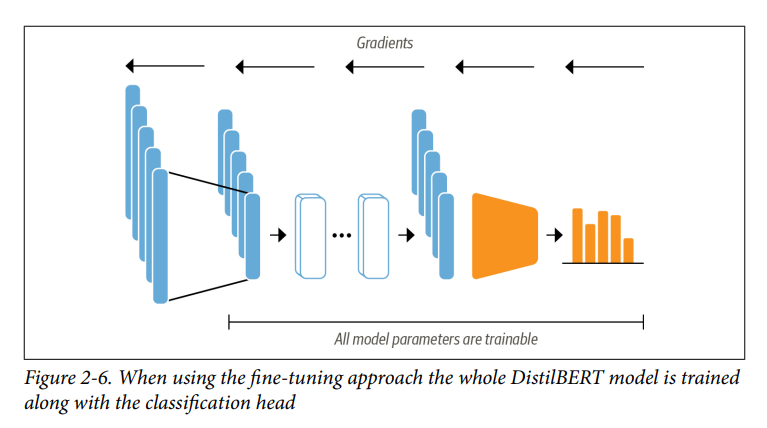 Gradients
All model parameters are trainable
Figure 2-6. When using the fine-tuning approach the whole DistilBERT model is trained
along with the classification head